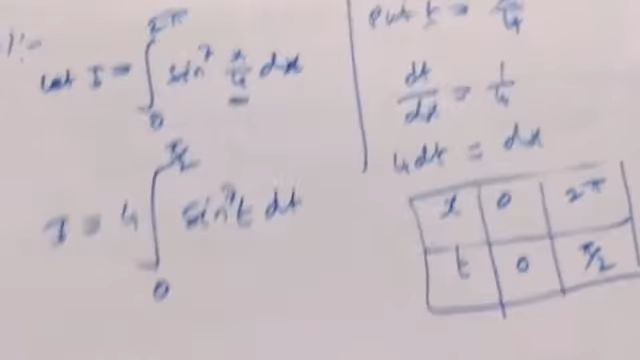 let I = ∫₀^{2π} sin⁷ x/4 dx
I = 4 ∫₀^{π/2} sin⁷t dt
put t = x/4
dt/dx = 1/4
4dt = dx
x 0 2π
t 0 π/2